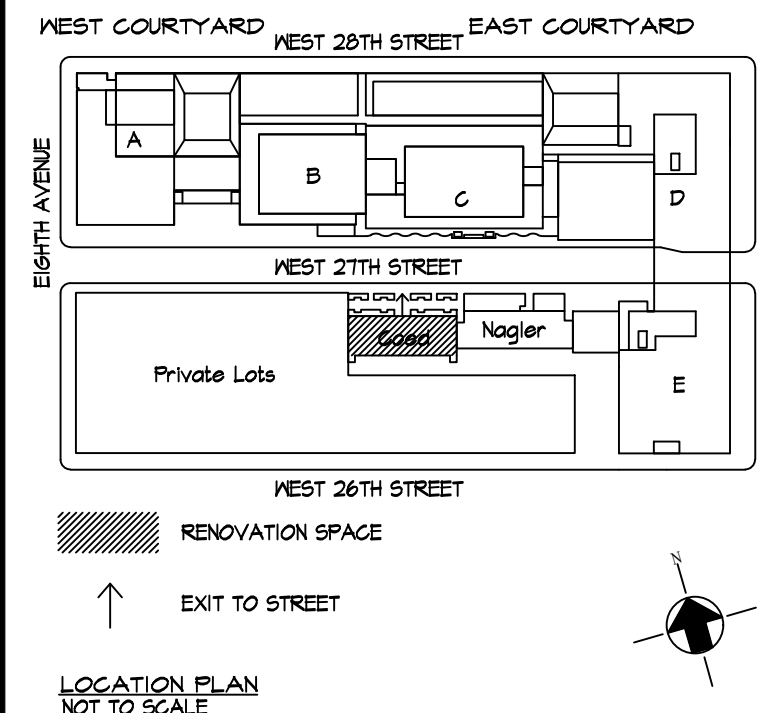 WEST COURTYARD
EAST COURTYARD
WEST 28TH STREET
EIGHTH AVENUE
A
B
C
D
WEST 27TH STREET
Coed
Nagler
Private Lots
E
WEST 26TH STREET
RENOVATION SPACE
EXIT TO STREET
N
LOCATION PLAN
NOT TO SCALE